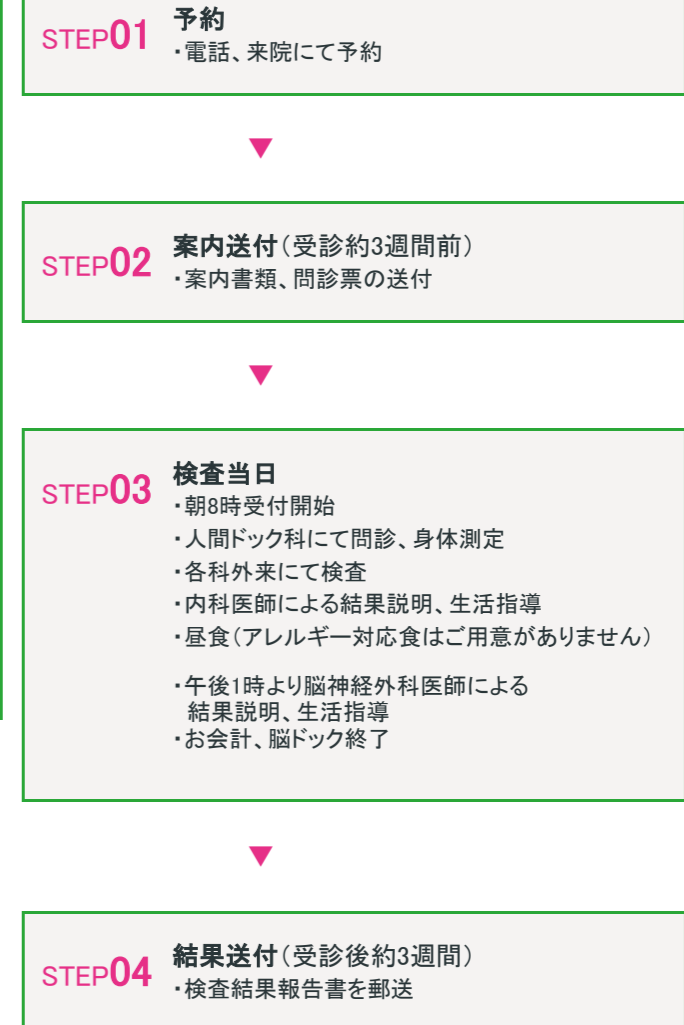 STEP01 予約
・電話、来院にて予約
▼
STEP02 案内送付（受診約3週間前）
・案内書類、問診票の送付
▼
STEP03 検査当日
・朝8時受付開始
・人間ドック科にて問診、身体測定
・各科外来にて検査
・内科医師による結果説明、生活指導
・昼食（アレルギー対応食はご用意がありません）
・午後1時より脳神経外科医師による
結果説明、生活指導
・お会計、脳ドック終了
▼
STEP04 結果送付（受診後約3週間）
・検査結果報告書を郵送